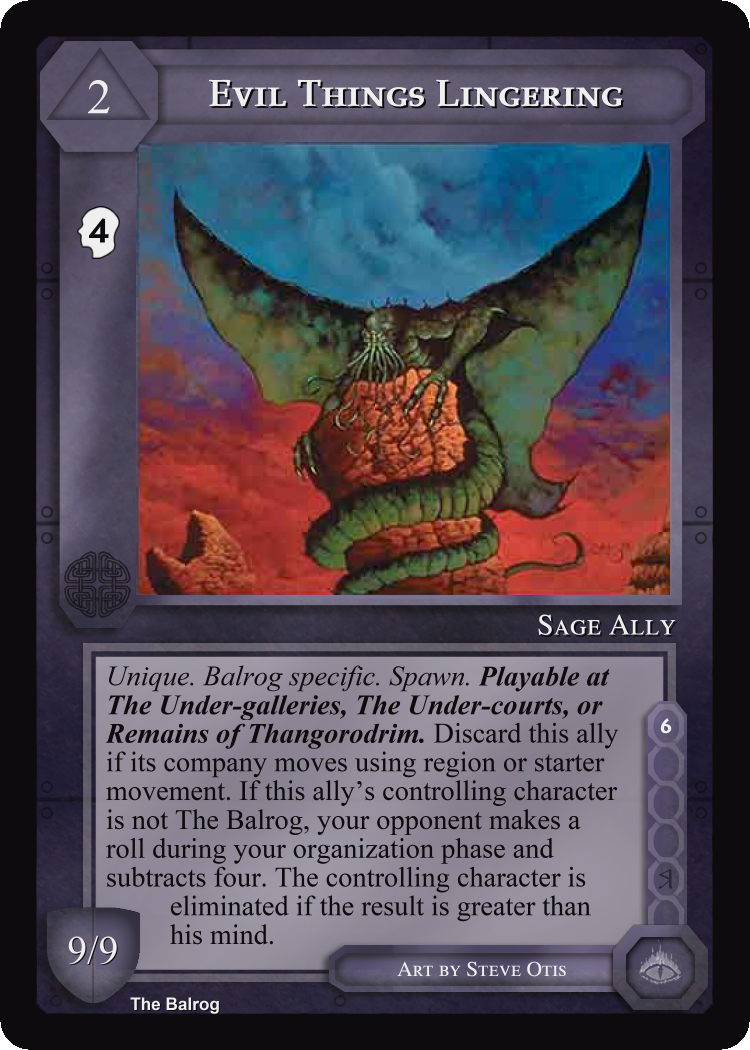 2
Evil Things Lingering
4
Sage Ally
Unique. Balrog specific. Spawn. Playable at
The Under-galleries, The Under-courts, or
Remains of Thangorodrim. Discard this ally
if its company moves using region or starter
movement. If this ally’s controlling character
is not The Balrog, your opponent makes a
roll during your organization phase and
subtracts four. The controlling character is
eliminated if the result is greater than
his mind.
6
9/9
Art by Steve Otis
The Balrog